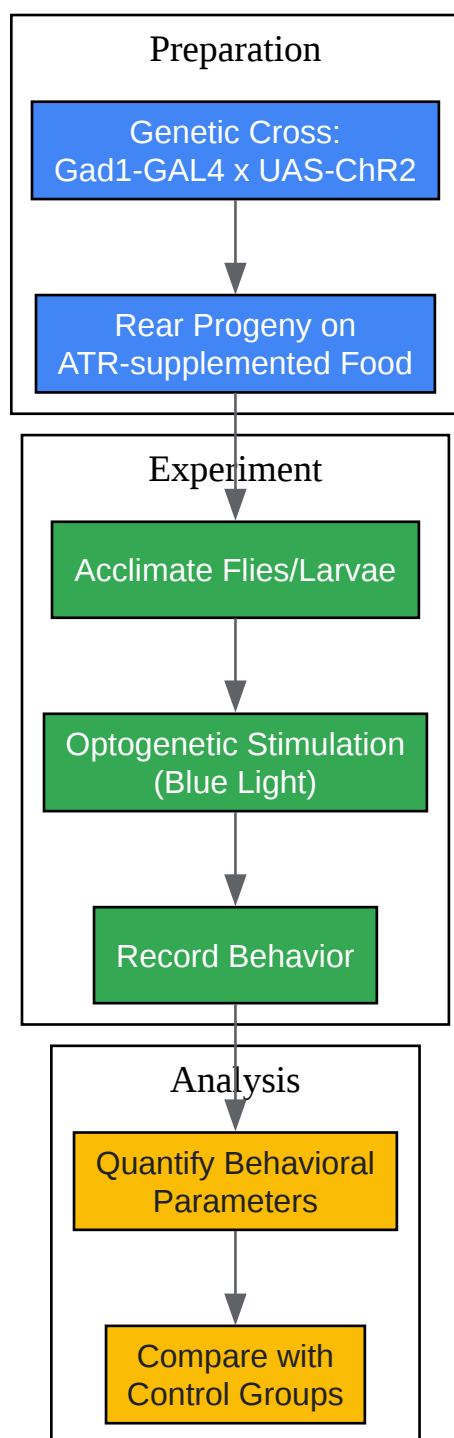 Preparation
Genetic Cross:
Gad1-GAL4 x UAS-ChR2
Rear Progeny on
ATR-supplemented Food
Experiment
Acclimate Flies/Larvae
Optogenetic Stimulation
(Blue Light)
Record Behavior
Analysis
Quantify Behavioral
Parameters
Compare with
Control Groups